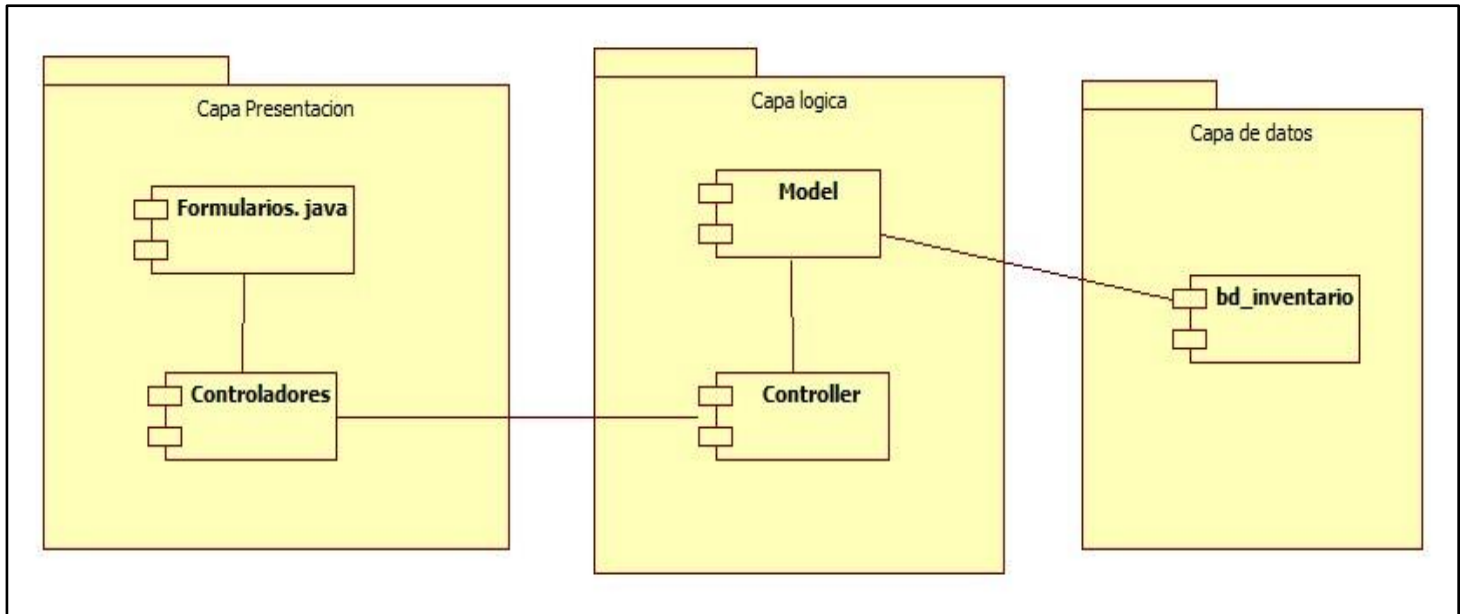 Capa Presentacion
Formularios. java
Controladores
Capa logica
Model
Controller
Capa de datos
bd_inventario